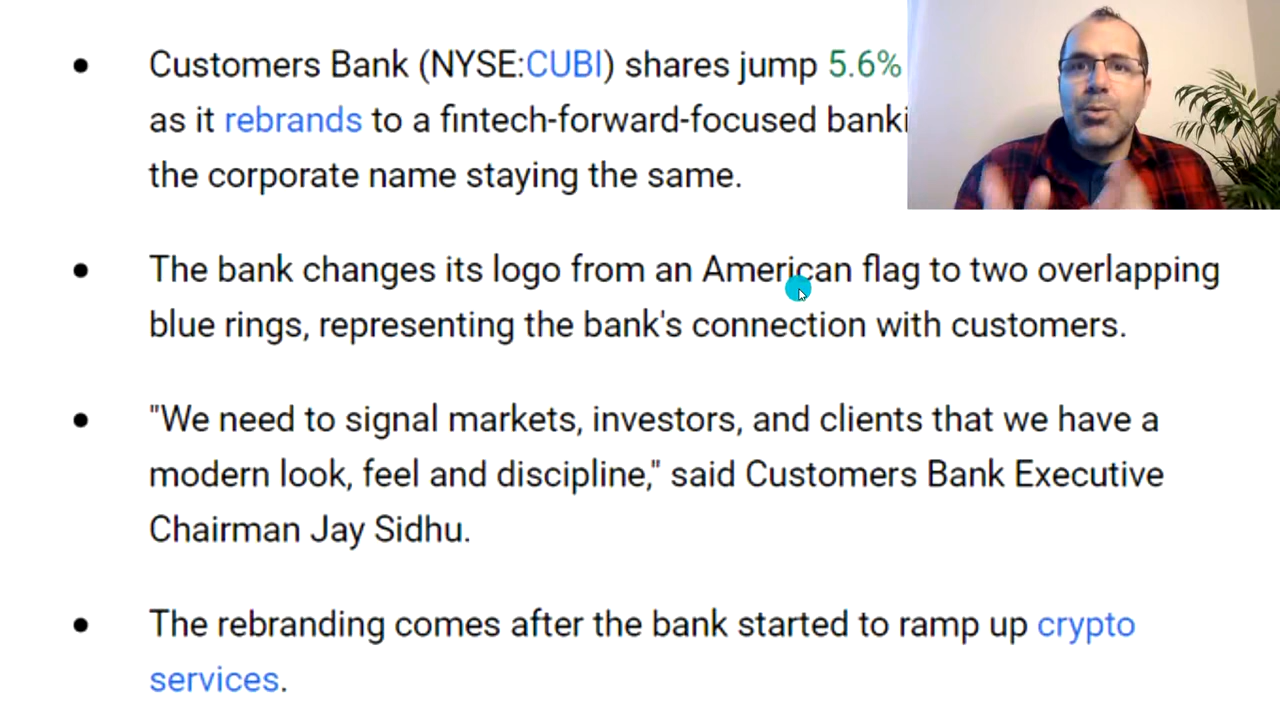 Customers Bank (NYSE:CUBI) shares jump 5.6%
as it rebrands to a fintech-forward-focused banki
the corporate name staying the same.
The bank changes its logo from an American flag to two overlapping
blue rings, representing the bank's connection with customers.
"We need to signal markets, investors, and clients that we have a
modern look, feel and discipline," said Customers Bank Executive
Chairman Jay Sidhu.
The rebranding comes after the bank started to ramp up crypto
services.